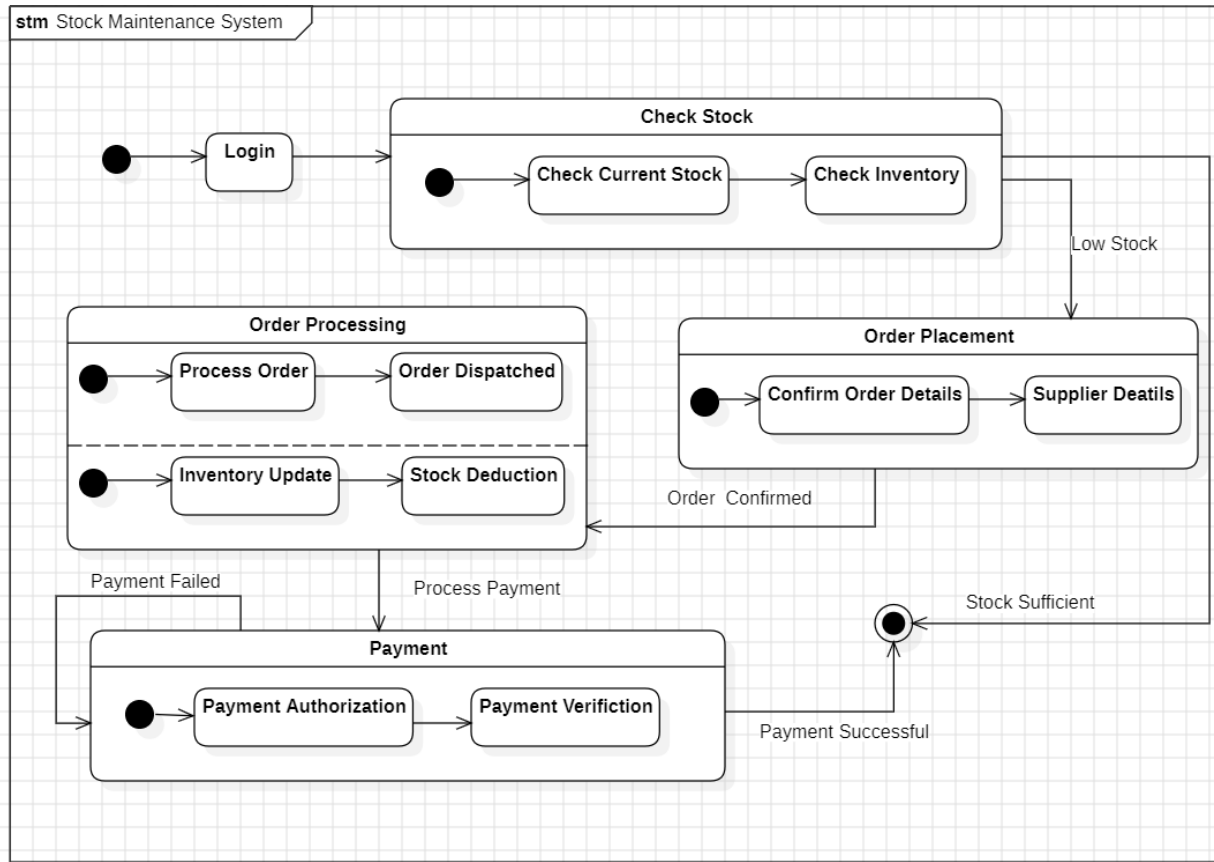 stm Stock Maintenance System
Check Stock
Login
Check Current Stock
Check Inventory
Low Stock
Order Processing
Process Order
Order Dispatched
Inventory Update
Stock Deduction
Order Placement
Confirm Order Details
Supplier Deatils
Order Confirmed
Process Payment
Payment Failed
Stock Sufficient
Payment
Payment Authorization
Payment Verifiction
Payment Successful